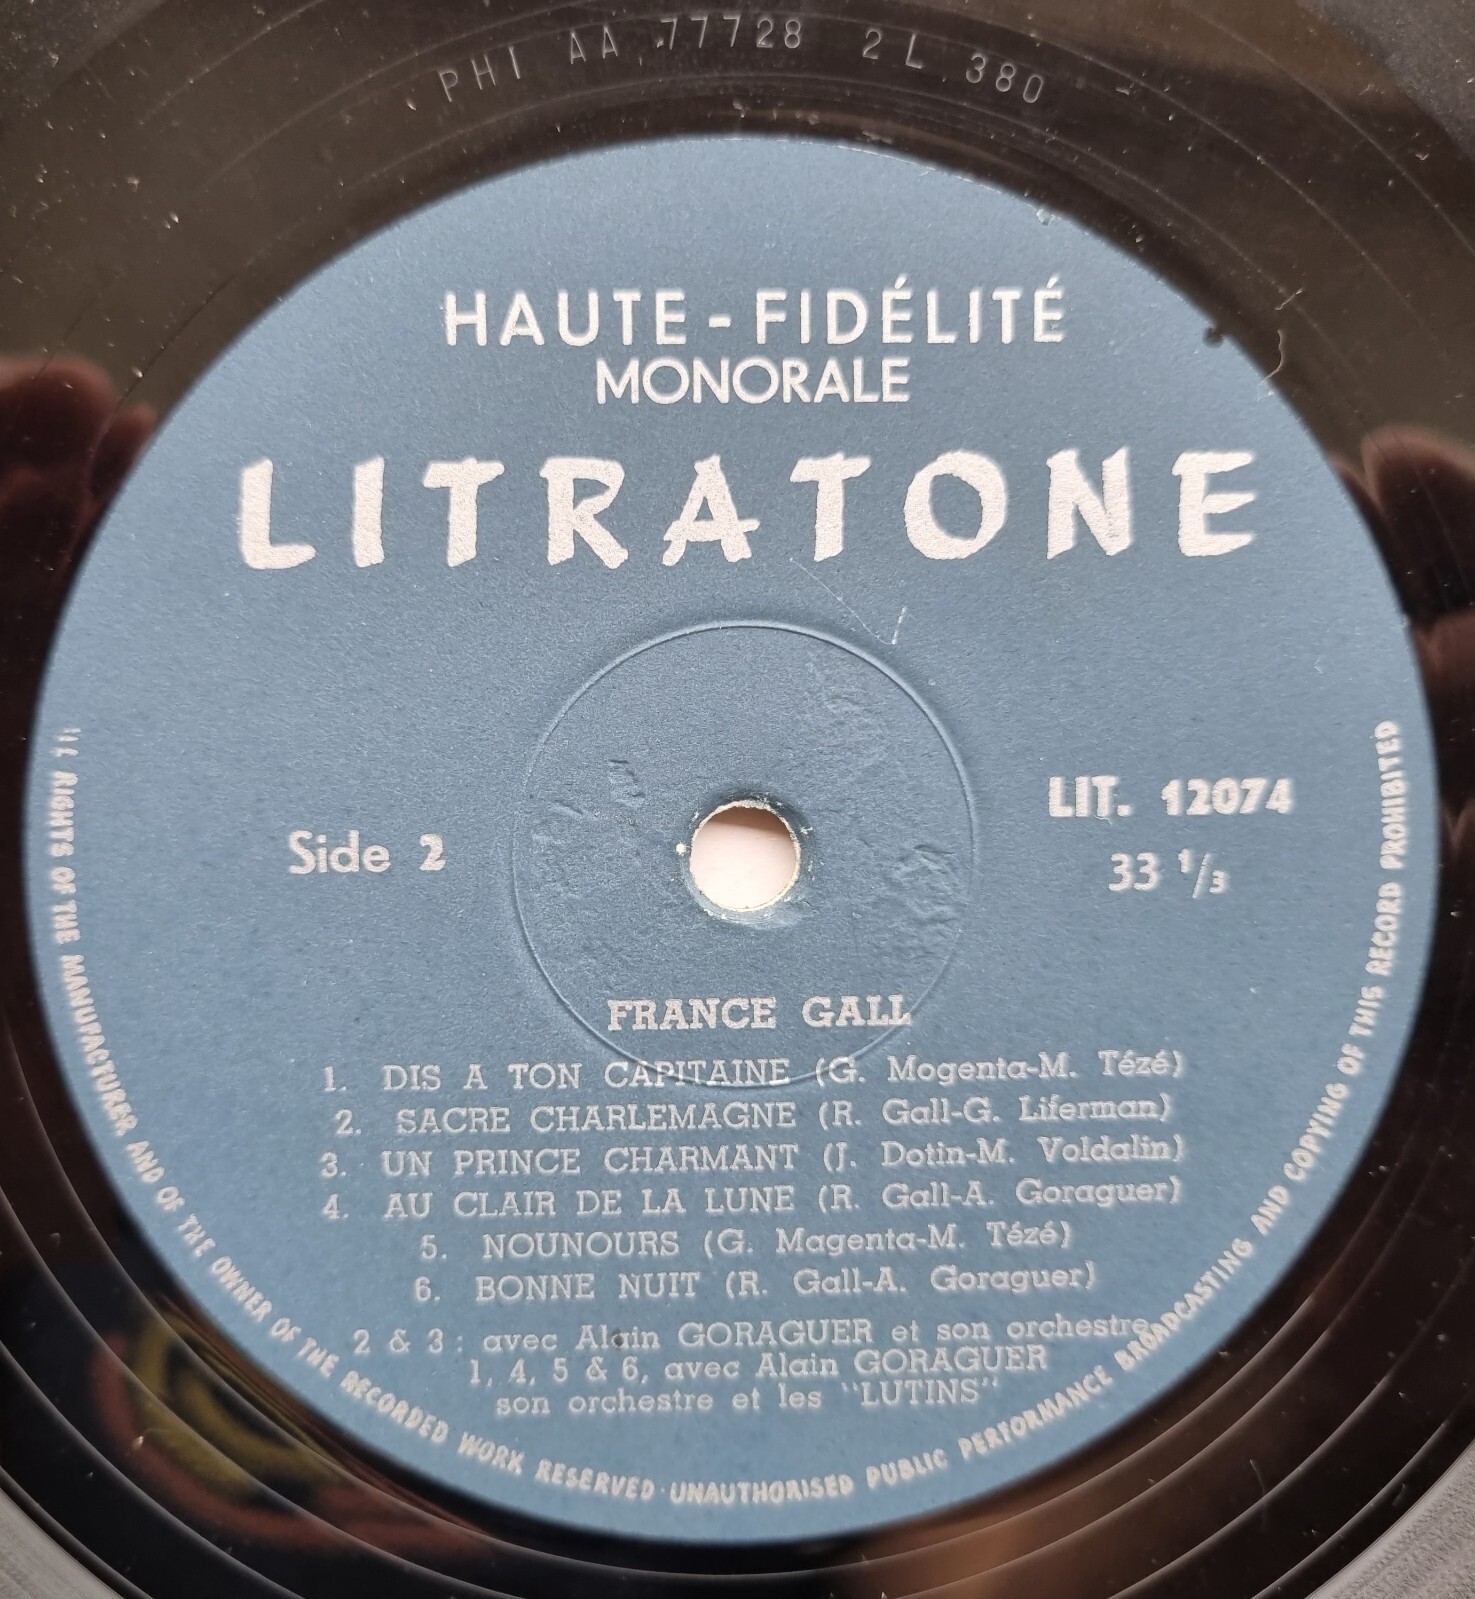 PHI AA 77728 2L 380
HAUTE - FIDÉLITÉ
MONORALE
LITRATONE
LIT. 12074
Side 2
33 1/3
FRANCE GALL
1. DIS A TON CAPITAINE (G. Mogenta-M. Tézé)
2. SACRE CHARLEMAGNE (R. Gall-G. Liferman)
3. UN PRINCE CHARMANT (J. Dotin-M. Voldalin)
4. AU CLAIR DE LA LUNE (R. Gall-A. Goraguer)
5. NOUNOURS (G. Magenta-M. Tézé)
6. BONNE NUIT (R. Gall-A. Goraguer)
2 & 3 : avec Alain GORAGUER et son orchestre
1, 4, 5 & 6, avec Alain GORAGUER
son orchestre et les "LUTINS"
RIGHTS OF THE MANUFACTURER AND OF THE OWNER OF THE RECORDED WORK RESERVED · UNAUTHORISED PUBLIC PERFORMANCE BROADCASTING AND COPYING OF THIS RECORD PROHIBITED